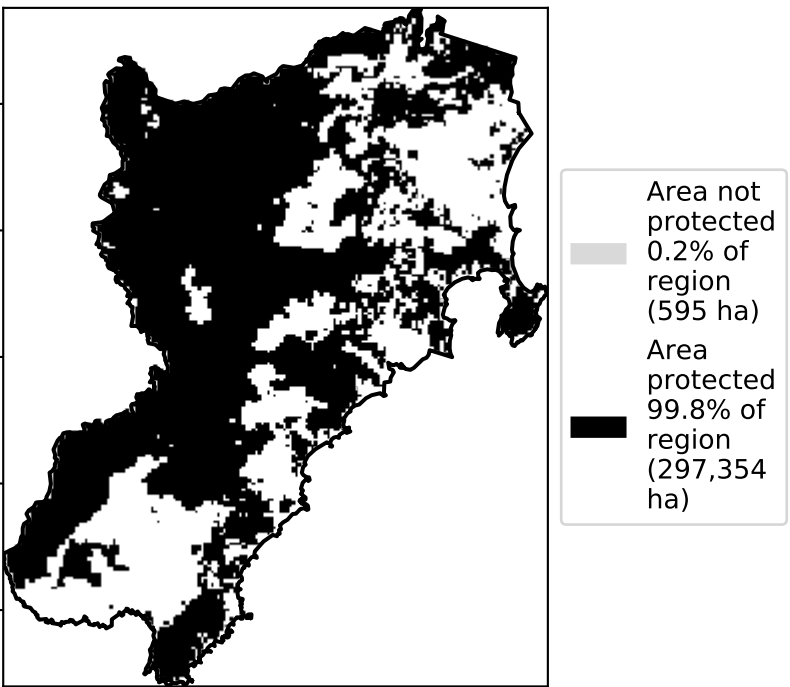 Area not
protected
0.2% of
region
(595 ha)
Area
protected
99.8% of
region
(297,354
ha)